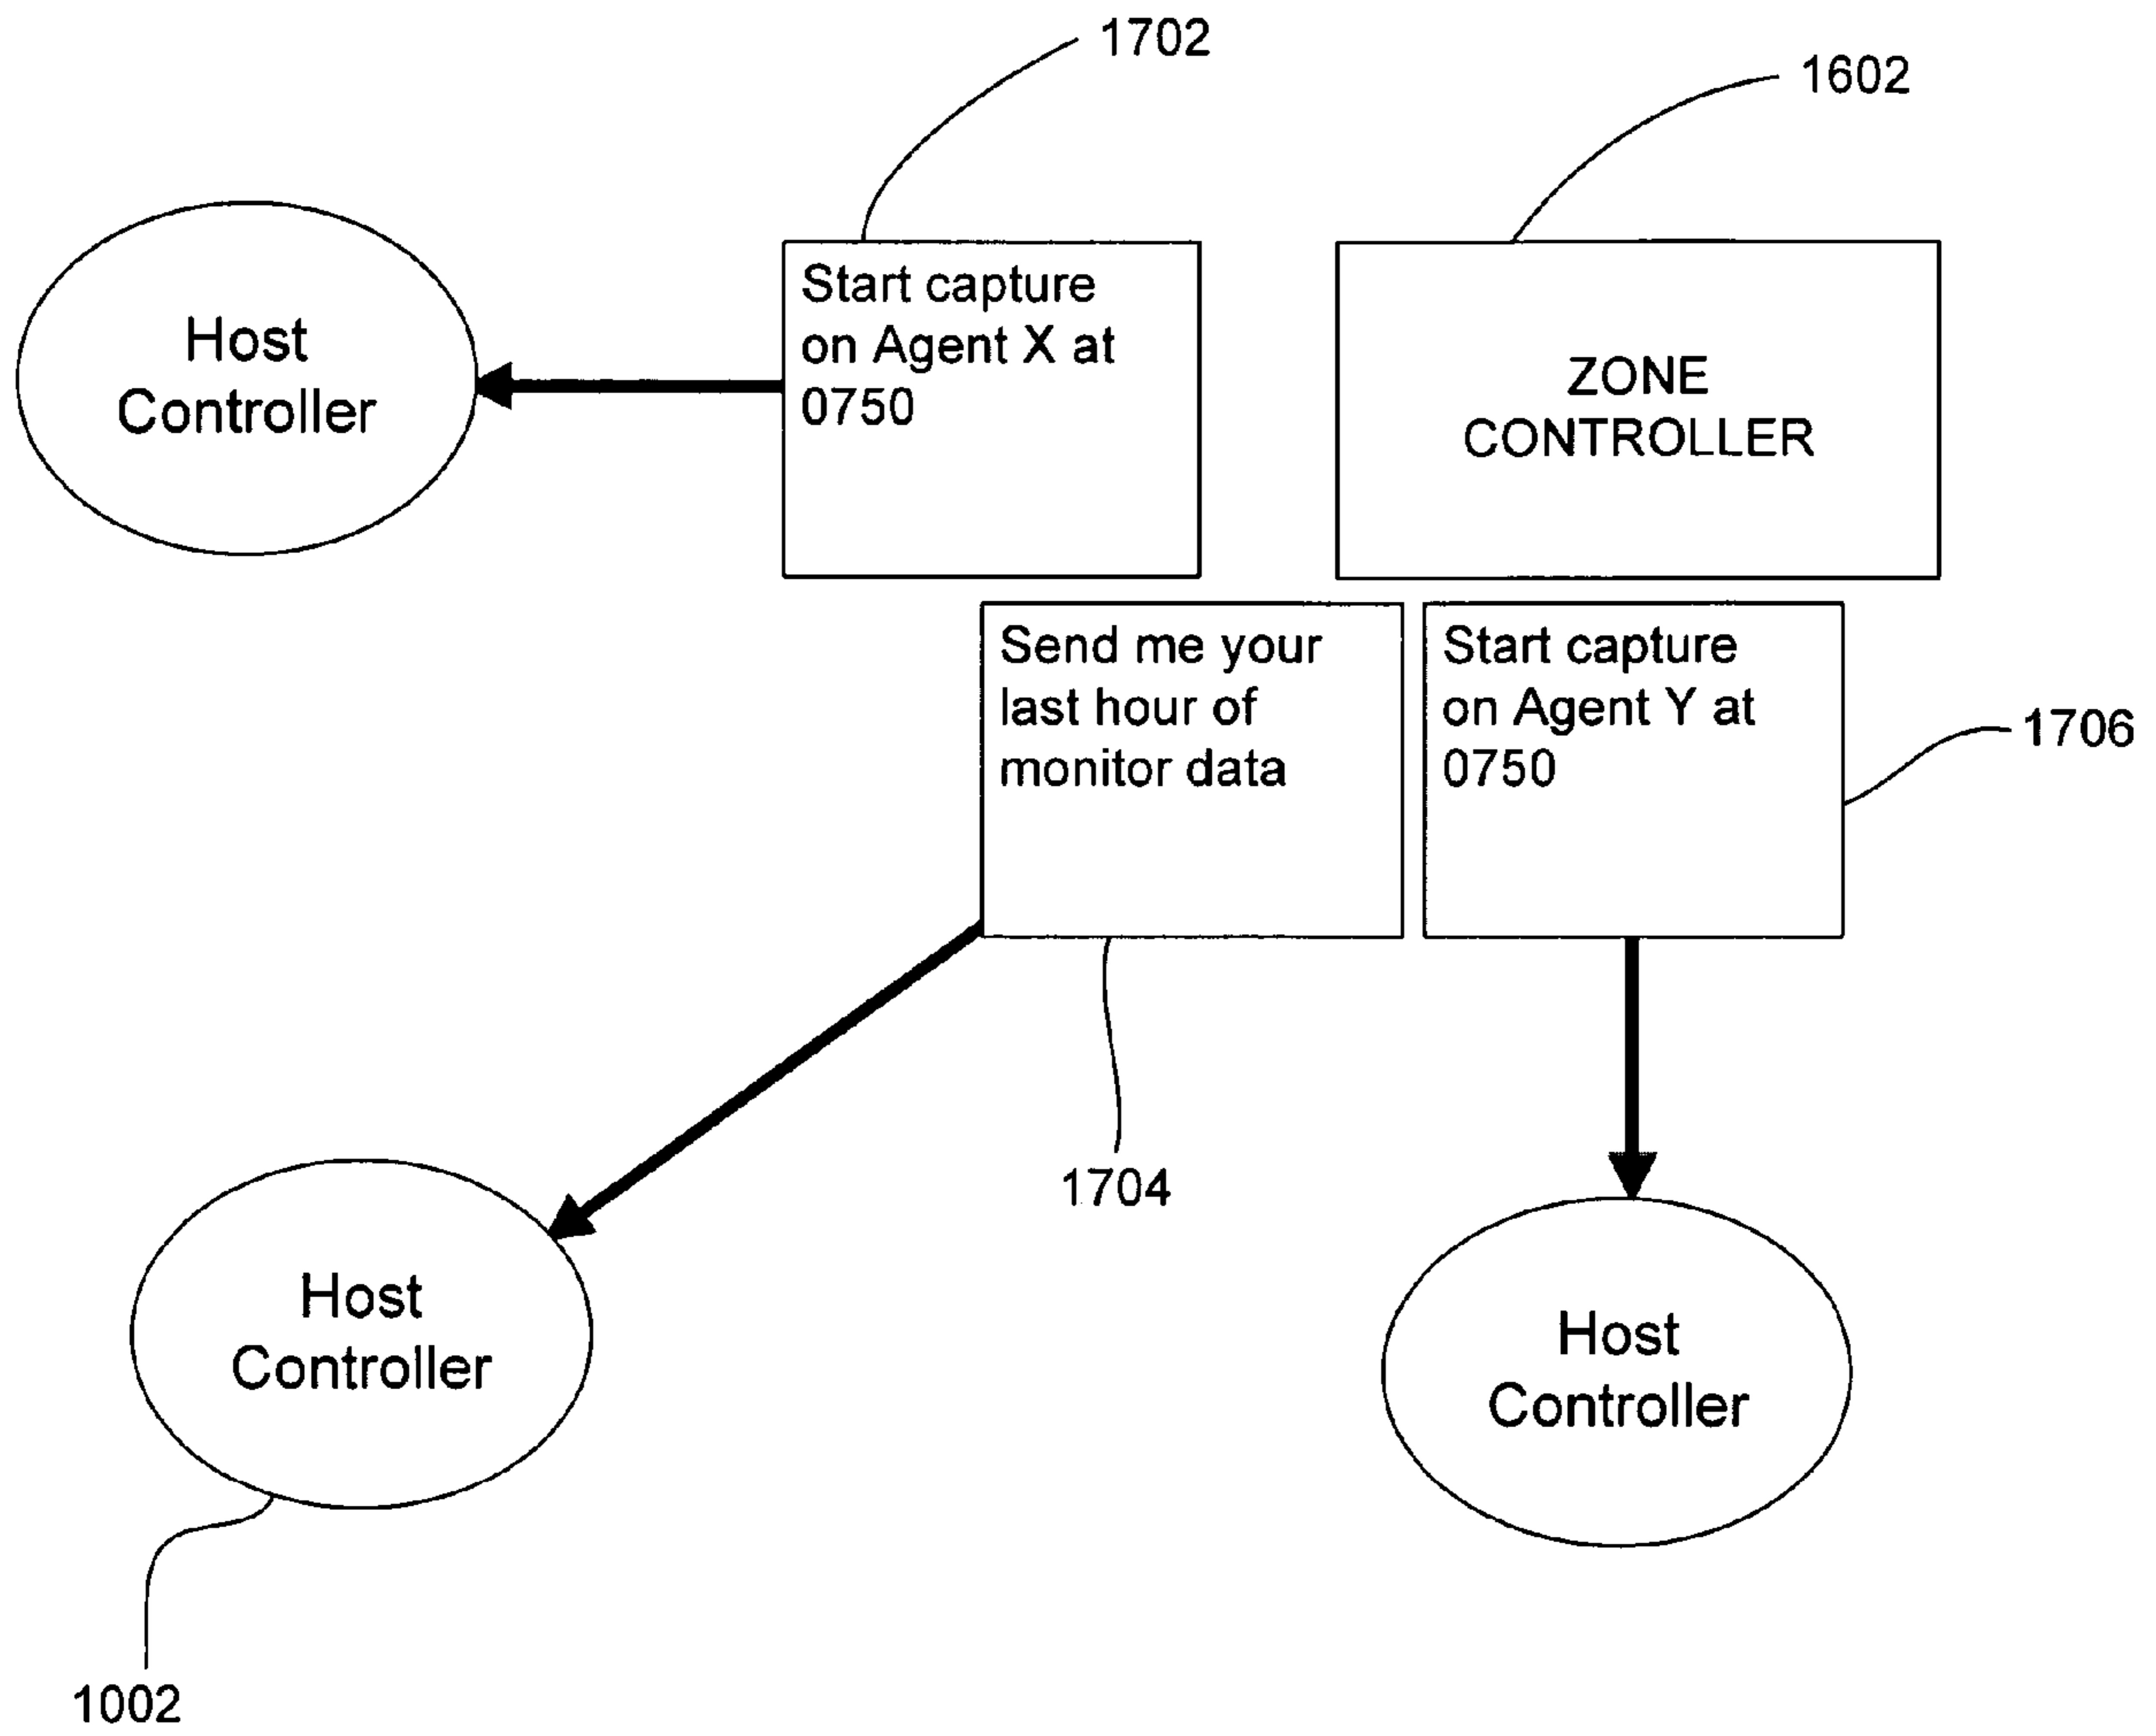 1702
1602
Host
Controller
Start capture
on Agent X at
0750
ZONE
CONTROLLER
Send me your
last hour of
monitor data
Start capture
on Agent Y at
0750
1706
1704
Host
Controller
Host
Controller
1002